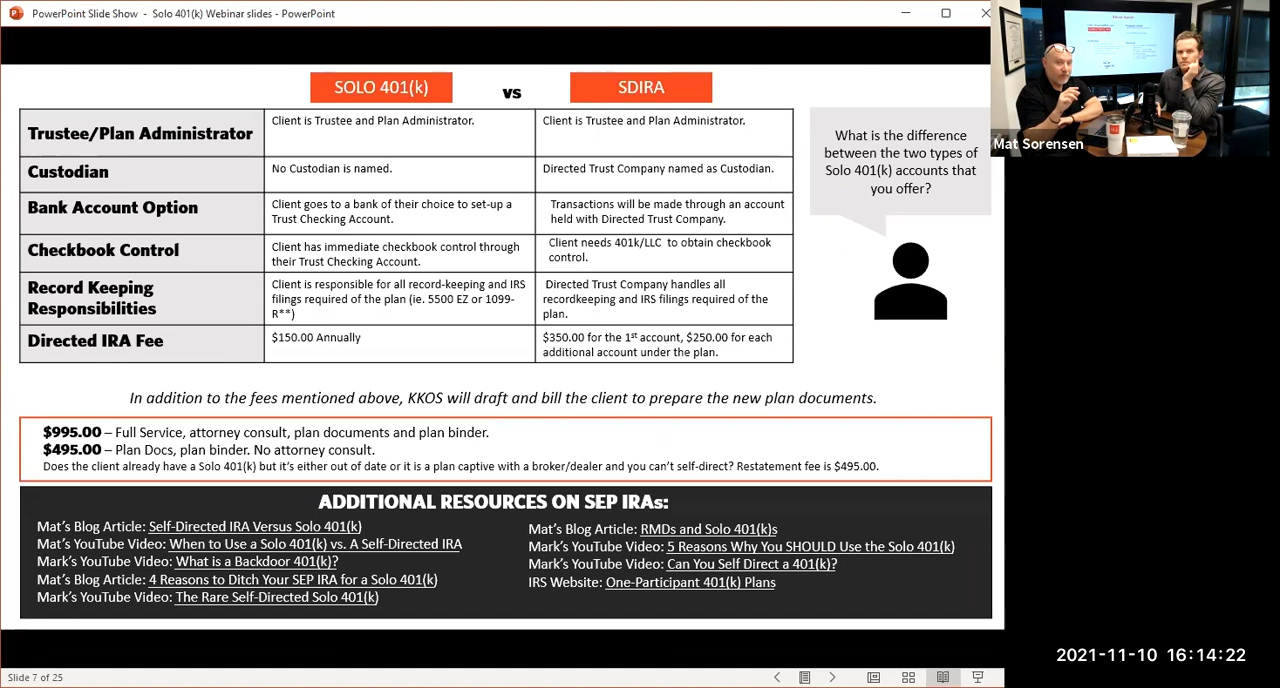 PowerPoint Slide Show - Solo 401(k) Webinar slides - PowerPoint
SOLO 401(k)
vs
SDIRA
Trustee/Plan Administrator
Client is Trustee and Plan Administrator.
Client is Trustee and Plan Administrator.
Custodian
No Custodian is named.
Directed Trust Company named as Custodian.
Bank Account Option
Client goes to a bank of their choice to set-up a
Trust Checking Account.
Transactions will be made through an account
held with Directed Trust Company.
Checkbook Control
Client has immediate checkbook control through
their Trust Checking Account.
Client needs 401k/LLC to obtain checkbook
control.
Record Keeping
Responsibilities
Client is responsible for all record-keeping and IRS
filings required of the plan (ie. 5500 EZ or 1099-
R**)
Directed Trust Company handles all
recordkeeping and IRS filings required of the
plan.
Directed IRA Fee
$150.00 Annually
$350.00 for the 1st account, $250.00 for each
additional account under the plan.
What is the difference
between the two types of
Solo 401(k) accounts that
you offer?
Mat Sorensen
In addition to the fees mentioned above, KKOS will draft and bill the client to prepare the new plan documents.
$995.00 – Full Service, attorney consult, plan documents and plan binder.
$495.00 – Plan Docs, plan binder. No attorney consult.
Does the client already have a Solo 401(k) but it's either out of date or it is a plan captive with a broker/dealer and you can't self-direct? Restatement fee is $495.00.
ADDITIONAL RESOURCES ON SEP IRAs:
Mat's Blog Article: Self-Directed IRA Versus Solo 401(k)
Mat's YouTube Video: When to Use a Solo 401(k) vs. A Self-Directed IRA
Mark's YouTube Video: What is a Backdoor 401(k)?
Mat's Blog Article: 4 Reasons to Ditch Your SEP IRA for a Solo 401(k)
Mark's YouTube Video: The Rare Self-Directed Solo 401(k)
Mat's Blog Article: RMDs and Solo 401(k)s
Mark's YouTube Video: 5 Reasons Why You SHOULD Use the Solo 401(k)
Mark's YouTube Video: Can You Self Direct a 401(k)?
IRS Website: One-Participant 401(k) Plans
2021-11-10 16:14:22
Slide 7 of 25